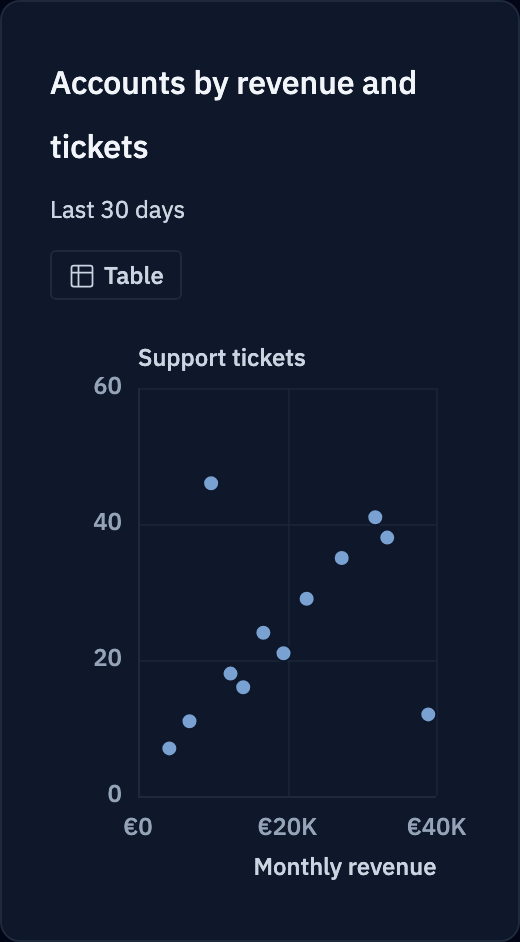 Accounts by revenue and
tickets
Last 30 days
Table
Support tickets
60
40
20
0
€0 €20K €40K
Monthly revenue